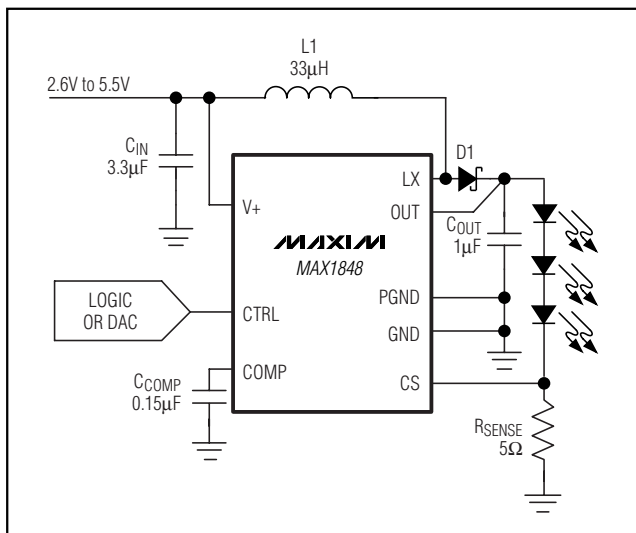 L1
33μH
2.6V to 5.5V
CIN
3.3μF
D1
LX
V+
OUT
COUT
1μF
MAXIM
MAX1848
PGND
LOGIC
OR DAC
CTRL
GND
COMP
CCOMP
0.15μF
CS
RSENSE
5Ω